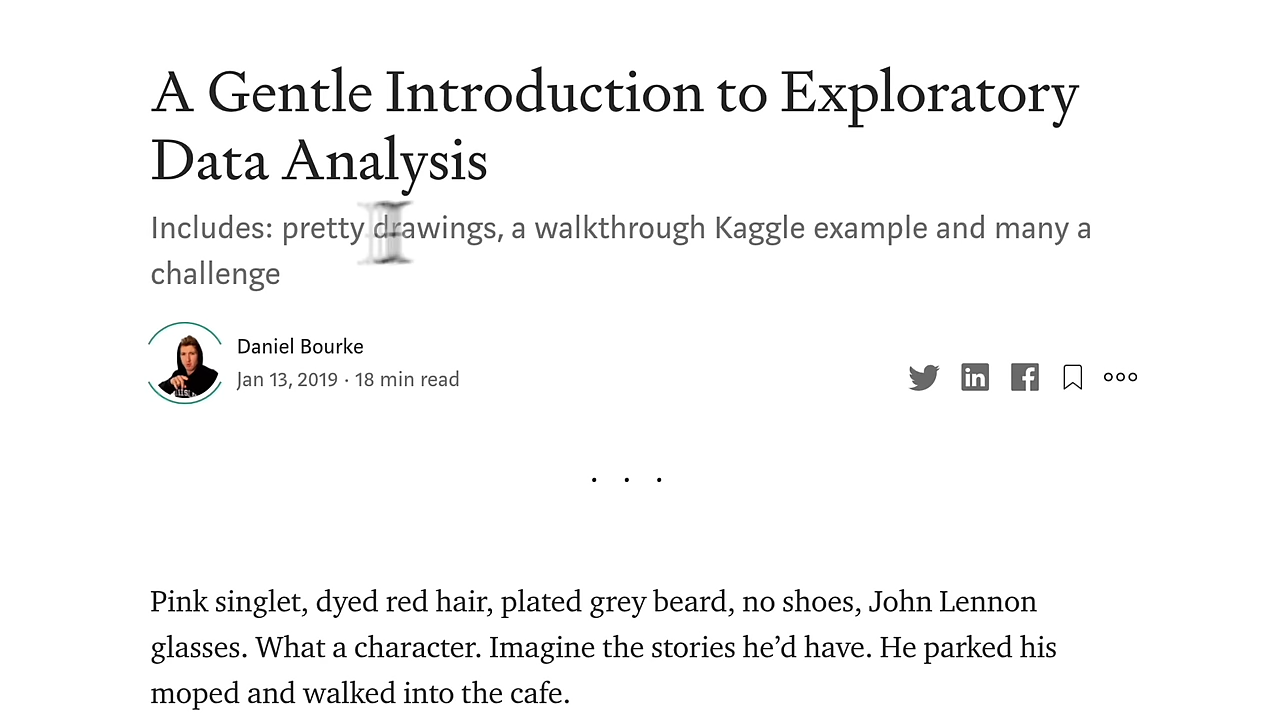 A Gentle Introduction to Exploratory
Data Analysis
Includes: pretty drawings, a walkthrough Kaggle example and many a
challenge
Daniel Bourke
Jan 13, 2019 · 18 min read
. . .
Pink singlet, dyed red hair, plated grey beard, no shoes, John Lennon
glasses. What a character. Imagine the stories he’d have. He parked his
moped and walked into the cafe.